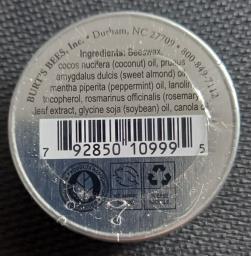 BURT'S BEES, Inc. • Durham, NC 27709 • 800-849-7112
Ingredients: Beeswax,
cocos nucifera (coconut) oil, prunus
amygdalus dulcis (sweet almond) oil,
mentha piperita (peppermint) oil, lanolin,
tocopherol, rosmarinus officinalis (rosemary)
leaf extract, glycine soja (soybean) oil, canola oil
7 92850 10999 5